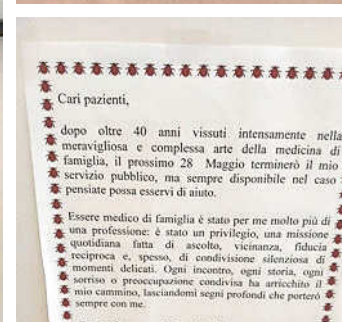 Cari pazienti,
dopo oltre 40 anni vissuti intensamente nella
meravigliosa e complessa arte della medicina di
famiglia, il prossimo 28 Maggio terminerò il mio
servizio pubblico, ma sempre disponibile nel caso
pensiate possa esservi di aiuto.
Essere medico di famiglia è stato per me molto più di
una professione: è stato un privilegio, una missione
quotidiana fatta di ascolto, vicinanza, fiducia
reciproca e, spesso, di condivisione silenziosa di
momenti delicati. Ogni incontro, ogni storia, ogni
sorriso o preoccupazione condivisa ha arricchito il
mio cammino, lasciandomi segni profondi che porterò
sempre con me.